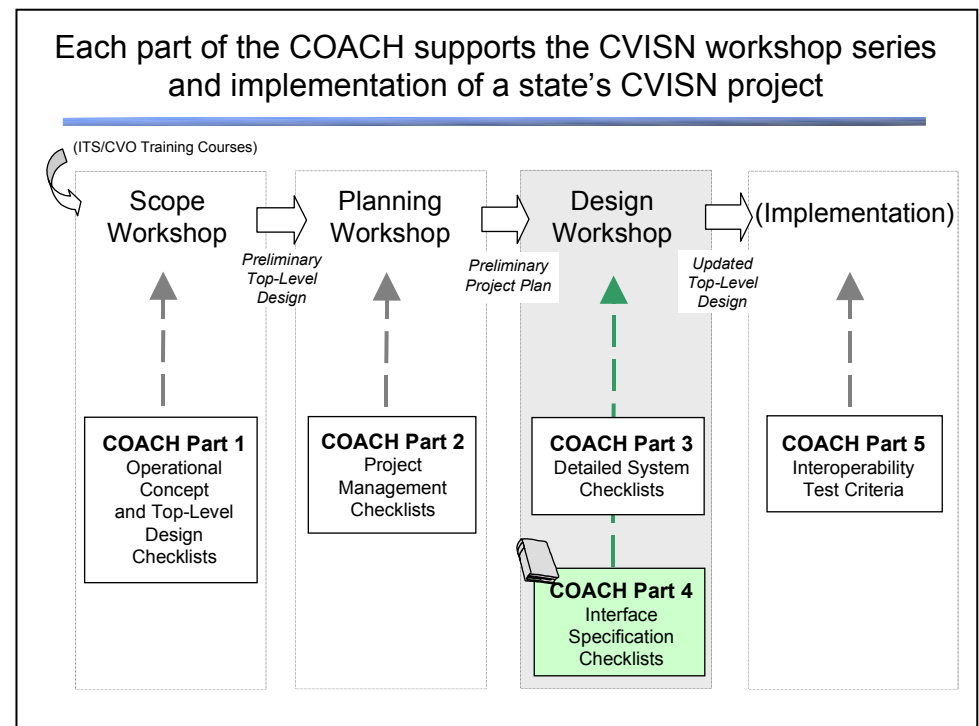 Each part of the COACH supports the CVISN workshop series
and implementation of a state's CVISN project
(ITS/CVO Training Courses)
Scope
Workshop
Preliminary
Top-Level
Design
Planning
Workshop
Preliminary
Project Plan
Design
Workshop
Updated
Top-Level
Design
(Implementation)
COACH Part 1
Operational
Concept
and Top-Level
Design
Checklists
COACH Part 2
Project
Management
Checklists
COACH Part 3
Detailed System
Checklists
COACH Part 4
Interface
Specification
Checklists
COACH Part 5
Interoperability
Test Criteria